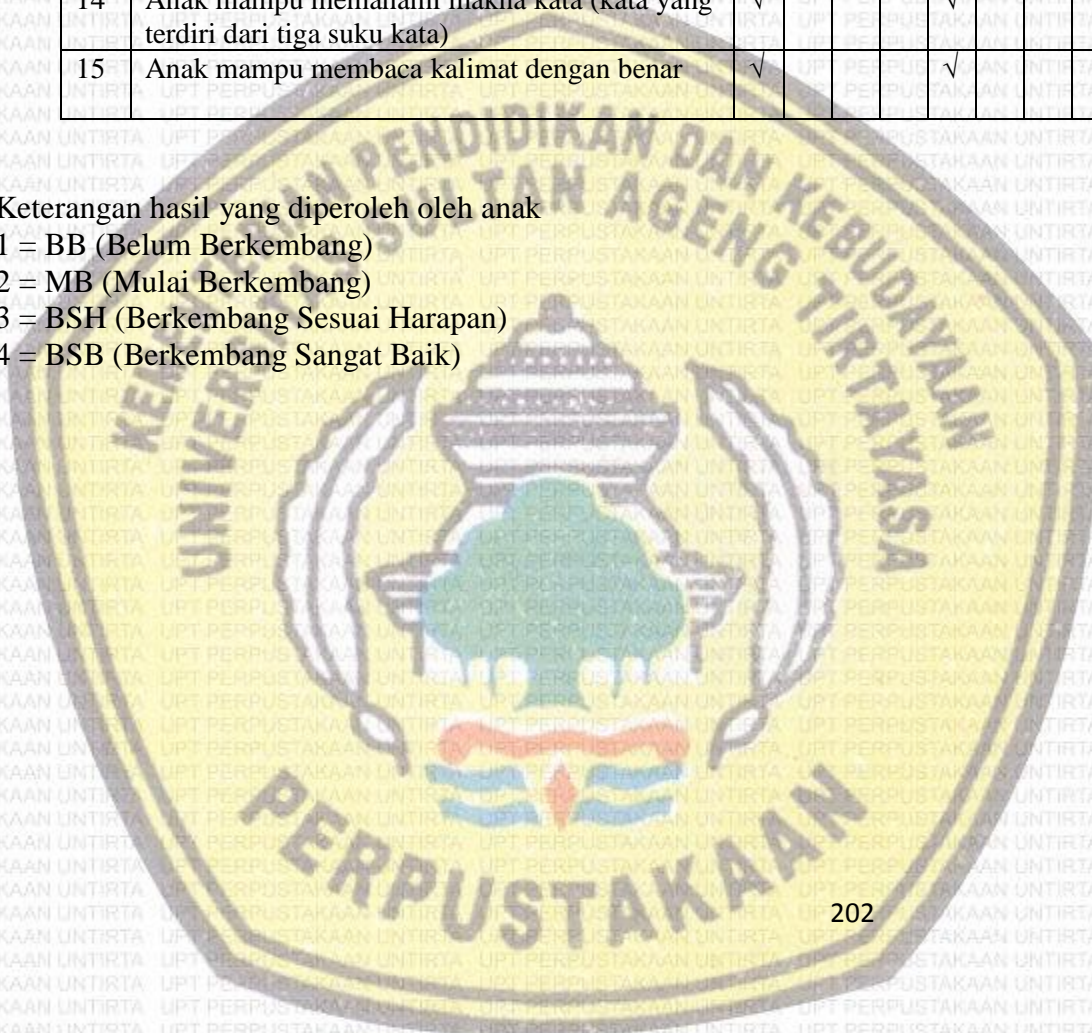 14 Anak mampu memahami makna kata (kata yang √ √
terdiri dari tiga suku kata)
15 Anak mampu membaca kalimat dengan benar √ √
Keterangan hasil yang diperoleh oleh anak
1 = BB (Belum Berkembang)
2 = MB (Mulai Berkembang)
3 = BSH (Berkembang Sesuai Harapan)
4 = BSB (Berkembang Sangat Baik)
KEMENTRIAN PENDIDIKAN DAN KEBUDAYAAN
UNIVERSITAS SULTAN AGENG TIRTAYASA
PERPUSTAKAAN
202